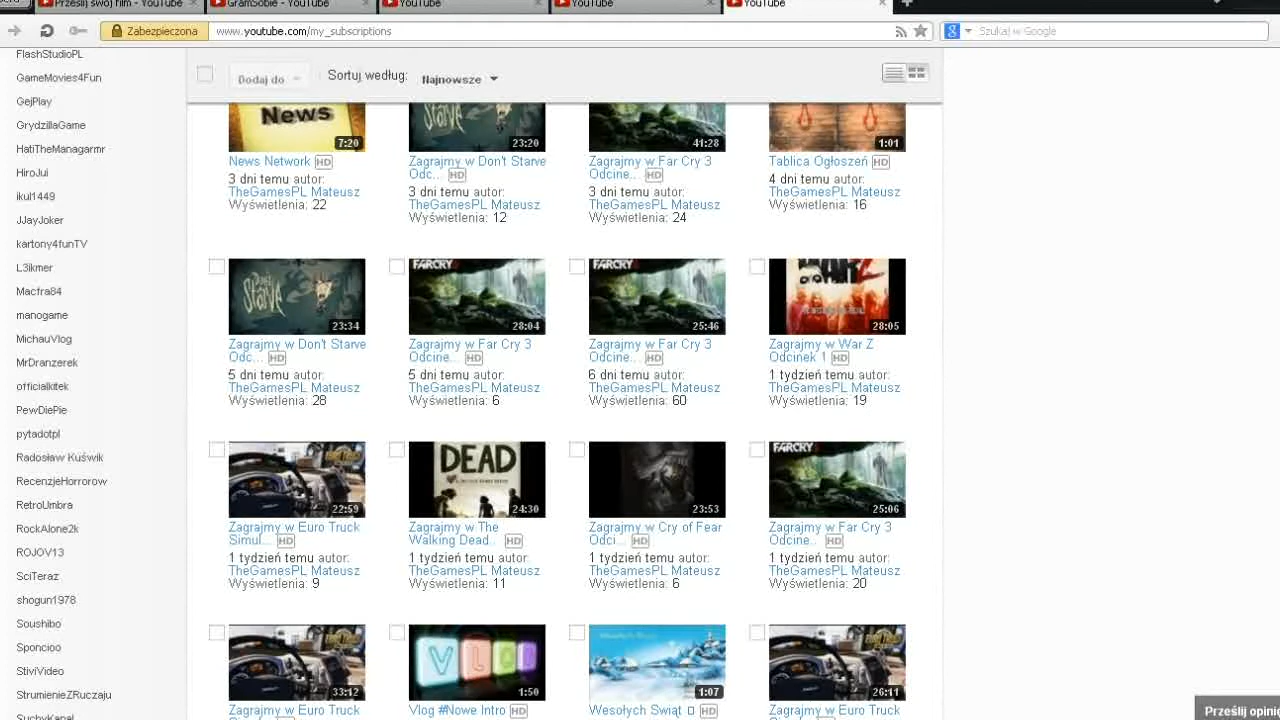 Prześlij swój film - YouTube
GramSobie - YouTube
YouTube
YouTube
YouTube
Zabezpieczona
www.youtube.com/my_subscriptions
Szukaj w Google
FlashStudioPL
GameMovies4Fun
GejPlay
GrydzillaGame
HatiTheManagarmr
HiroJui
ikul1449
JJayJoker
kartony4funTV
L3ikmer
Macfra84
manogame
MichauVlog
MrDranzerek
officialkitek
PewDiePie
pytadotpl
Radosław Kuświk
RecenzjeHorrorow
RetroUmbra
RockAlone2k
ROJOV13
SciTeraz
shogun1978
Soushibo
Sponcioo
StiviVideo
StrumienieZRuczaju
SuchyKanal
Dodaj do
Sortuj według:
Najnowsze
News
7:20
News Network HD
3 dni temu autor:
TheGamesPL Mateusz
Wyświetlenia: 22
23:20
Zagrajmy w Don't Starve
Odc... HD
3 dni temu autor:
TheGamesPL Mateusz
Wyświetlenia: 12
41:28
Zagrajmy w Far Cry 3
Odcine... HD
3 dni temu autor:
TheGamesPL Mateusz
Wyświetlenia: 24
1:01
Tablica Ogłoszeń HD
4 dni temu autor:
TheGamesPL Mateusz
Wyświetlenia: 16
23:34
Zagrajmy w Don't Starve
Odc... HD
5 dni temu autor:
TheGamesPL Mateusz
Wyświetlenia: 28
FARCRY
28:04
Zagrajmy w Far Cry 3
Odcine... HD
5 dni temu autor:
TheGamesPL Mateusz
Wyświetlenia: 6
FARCRY
25:46
Zagrajmy w Far Cry 3
Odcine... HD
6 dni temu autor:
TheGamesPL Mateusz
Wyświetlenia: 60
28:05
Zagrajmy w War Z
Odcinek 1 HD
1 tydzień temu autor:
TheGamesPL Mateusz
Wyświetlenia: 19
22:59
Zagrajmy w Euro Truck
Simul... HD
1 tydzień temu autor:
TheGamesPL Mateusz
Wyświetlenia: 9
DEAD
24:30
Zagrajmy w The
Walking Dead.. HD
1 tydzień temu autor:
TheGamesPL Mateusz
Wyświetlenia: 11
23:53
Zagrajmy w Cry of Fear
Odci... HD
1 tydzień temu autor:
TheGamesPL Mateusz
Wyświetlenia: 6
FARCRY
25:06
Zagrajmy w Far Cry 3
Odcine.. HD
1 tydzień temu autor:
TheGamesPL Mateusz
Wyświetlenia: 20
33:12
Zagrajmy w Euro Truck
1:50
Vlog #Nowe Intro HD
1:07
Wesołych Świąt HD
26:11
Zagrajmy w Euro Truck
Prześlij opinię